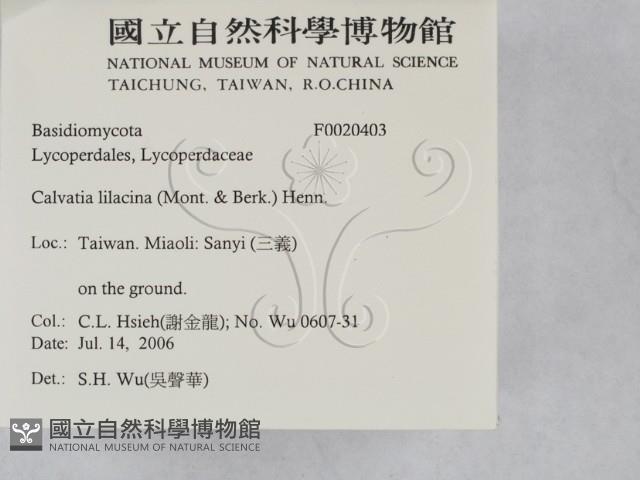 國立自然科學博物館
NATIONAL MUSEUM OF NATURAL SCIENCE
TAICHUNG, TAIWAN, R.O.CHINA
Basidiomycota F0020403
Lycoperdales, Lycoperdaceae
Calvatia lilacina (Mont. & Berk.) Henn.
Loc.: Taiwan. Miaoli: Sanyi (三義)
on the ground.
Col.: C.L. Hsieh(謝金龍); No. Wu 0607-31
Date: Jul. 14, 2006
Det.: S.H. Wu(吳聲華)
國立自然科學博物館
NATIONAL MUSEUM OF NATURAL SCIENCE